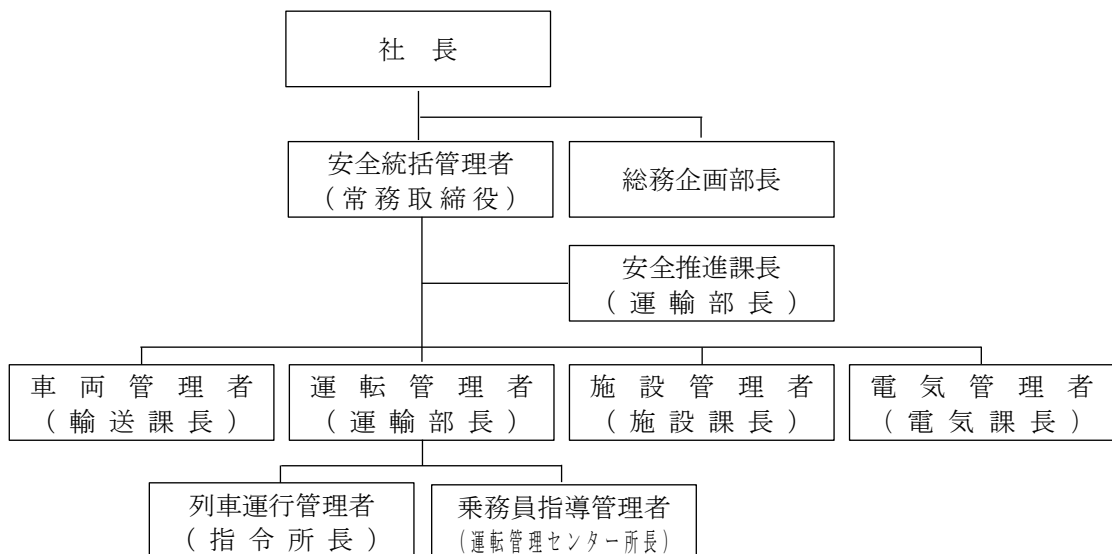 社　長
安全統括管理者
（常務取締役）
総務企画部長
安全推進課長
（運輸部長）
車両管理者
（輸送課長）
運転管理者
（運輸部長）
施設管理者
（施設課長）
電気管理者
（電気課長）
列車運行管理者
（指令所長）
乗務員指導管理者
（運転管理センター所長）